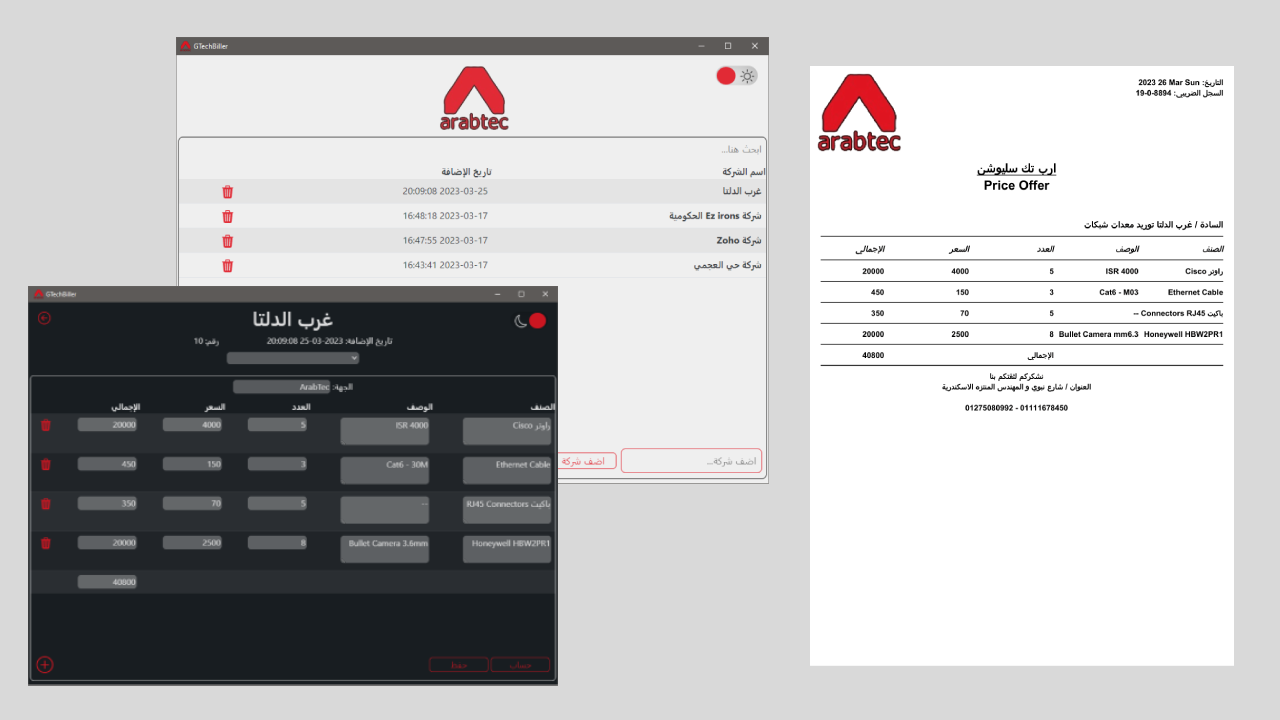 GTechBiller
arabtec
ابحث هنا...
اسم الشركة تاريخ الإضافة
غرب الدلتا 2023-03-25 20:09:08
شركة Ez irons الحكومية 2023-03-17 16:48:18
شركة Zoho 2023-03-17 16:47:55
شركة حي العجمي 2023-03-17 16:43:41
اضف شركة... اضف شركة
GTechBiller
غرب الدلتا
تاريخ الإضافة: 2023-03-25 20:09:08 رقم: 10
الجهة: ArabTec
الصنف الوصف العدد السعر الإجمالي
راوتر Cisco ISR 4000 5 4000 20000
Ethernet Cable Cat6 - 30M 3 150 450
باكيت RJ45 Connectors -- 5 70 350
Honeywell HBW2PR1 Bullet Camera 3.6mm 8 2500 20000
40800
حساب حفظ
arabtec
التاريخ: 2023 26 Mar Sun
السجل الضريبي: 8894-0-19
ارب تك سليوشن
Price Offer
السادة / غرب الدلتا توريد معدات شبكات
الصنف الوصف العدد السعر الإجمالي
راوتر Cisco ISR 4000 5 4000 20000
Ethernet Cable Cat6 - M03 3 150 450
باكيت Connectors RJ45 -- 5 70 350
Honeywell HBW2PR1 Bullet Camera mm6.3 8 2500 20000
الإجمالي 40800
نشكركم لثقتكم بنا
العنوان / شارع نبوي و المهندس المنتزه الاسكندرية
01275080992 - 01111678450